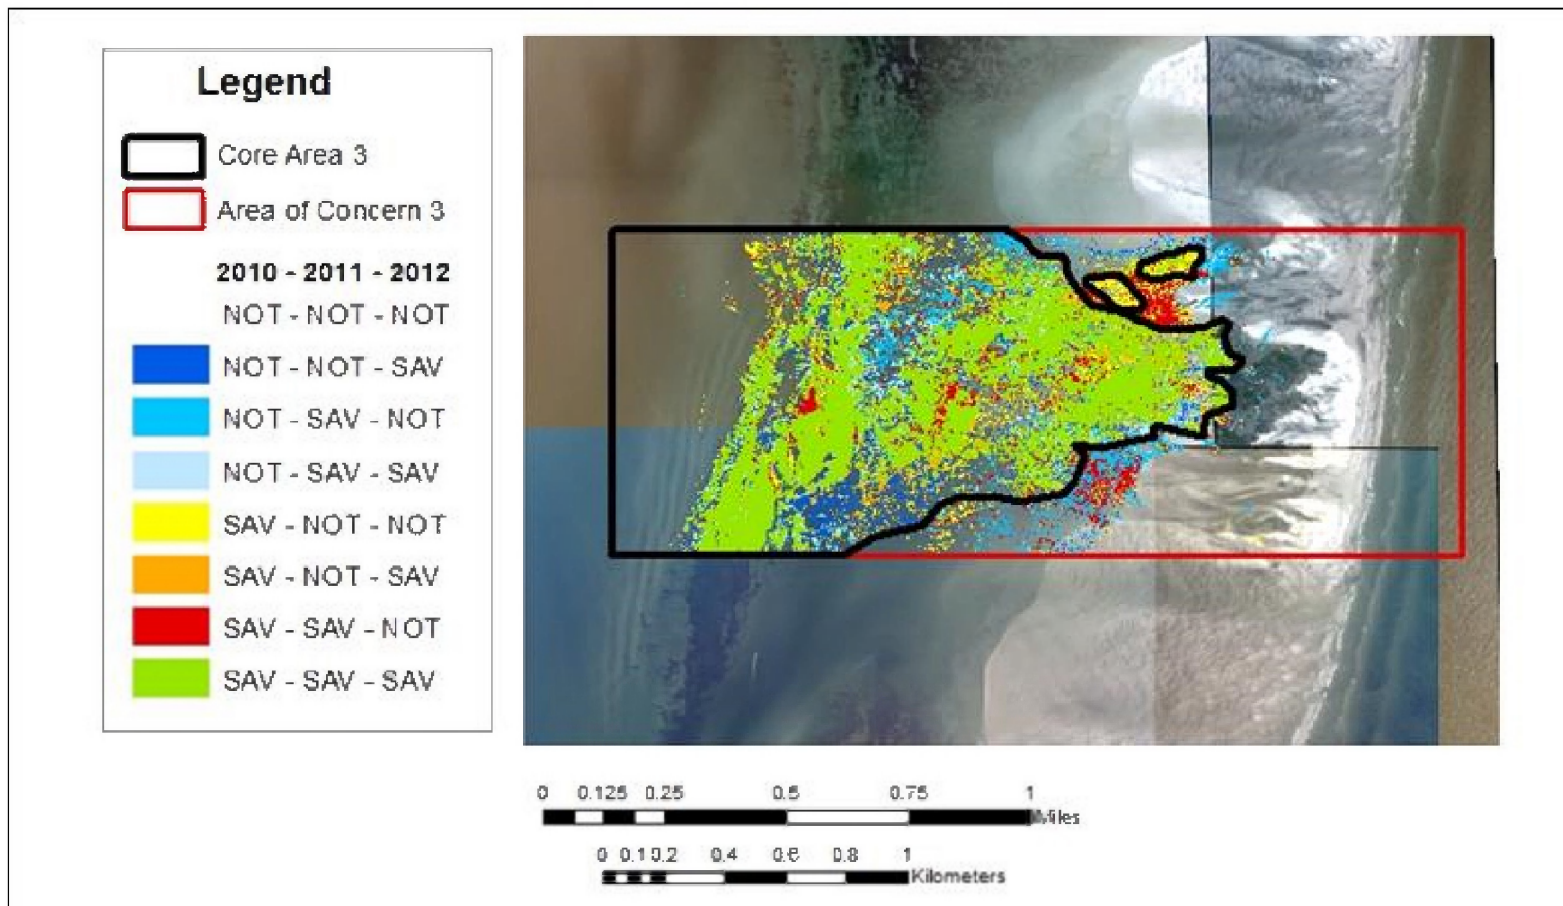 Legend
Core Area 3
Area of Concern 3
2010 - 2011 - 2012
NOT - NOT - NOT
NOT - NOT - SAV
NOT - SAV - NOT
NOT - SAV - SAV
SAV - NOT - NOT
SAV - NOT - SAV
SAV - SAV - NOT
SAV - SAV - SAV
0 0.125 0.25 0.5 0.75 1
Miles
0 0.1 0.2 0.4 0.6 0.8 1
Kilometers